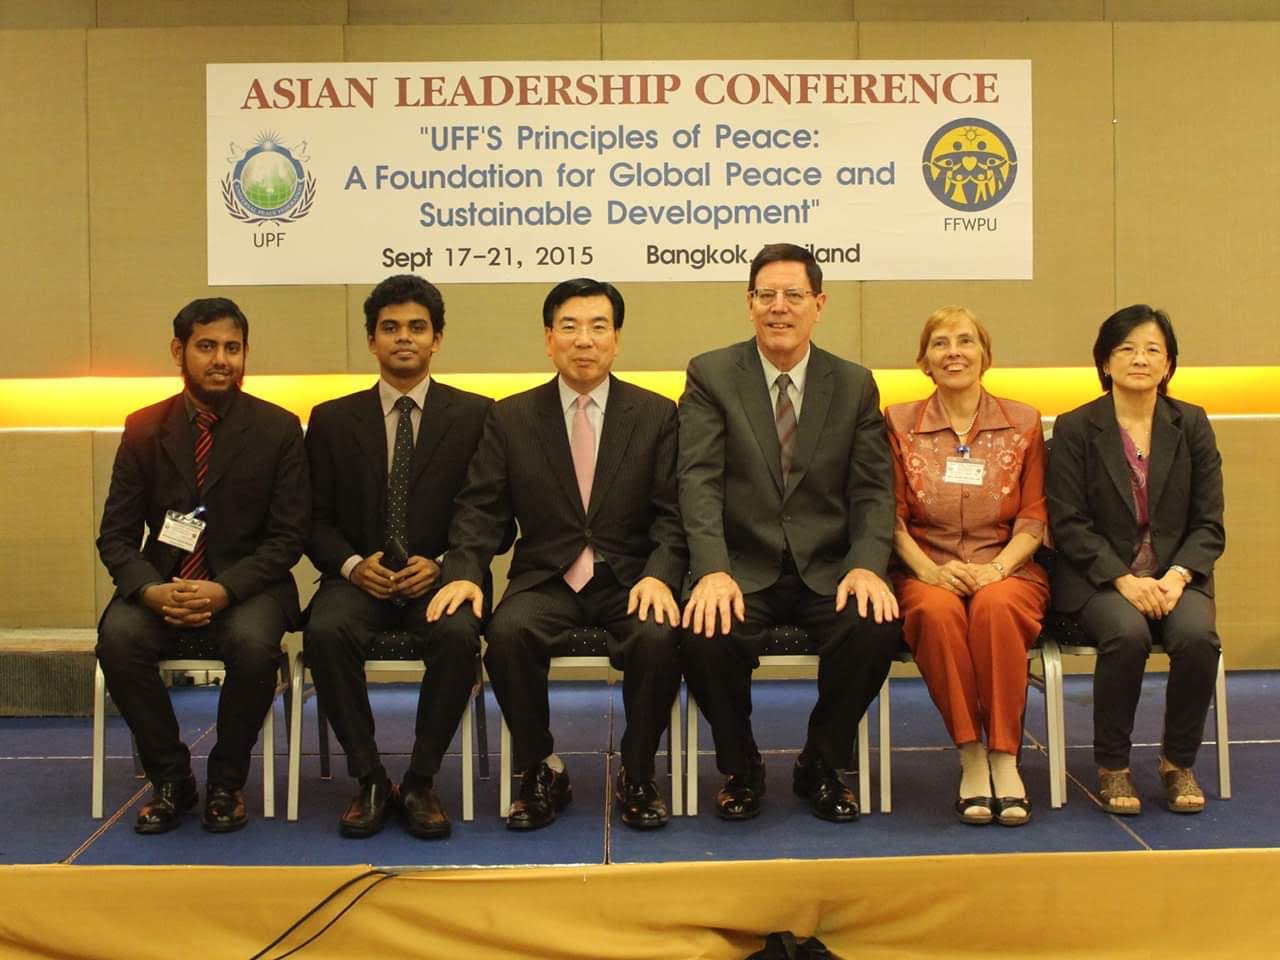 ASIAN LEADERSHIP CONFERENCE
"UFF'S Principles of Peace:
A Foundation for Global Peace and
Sustainable Development"
UPF
FFWPU
Sept 17-21, 2015 Bangkok.